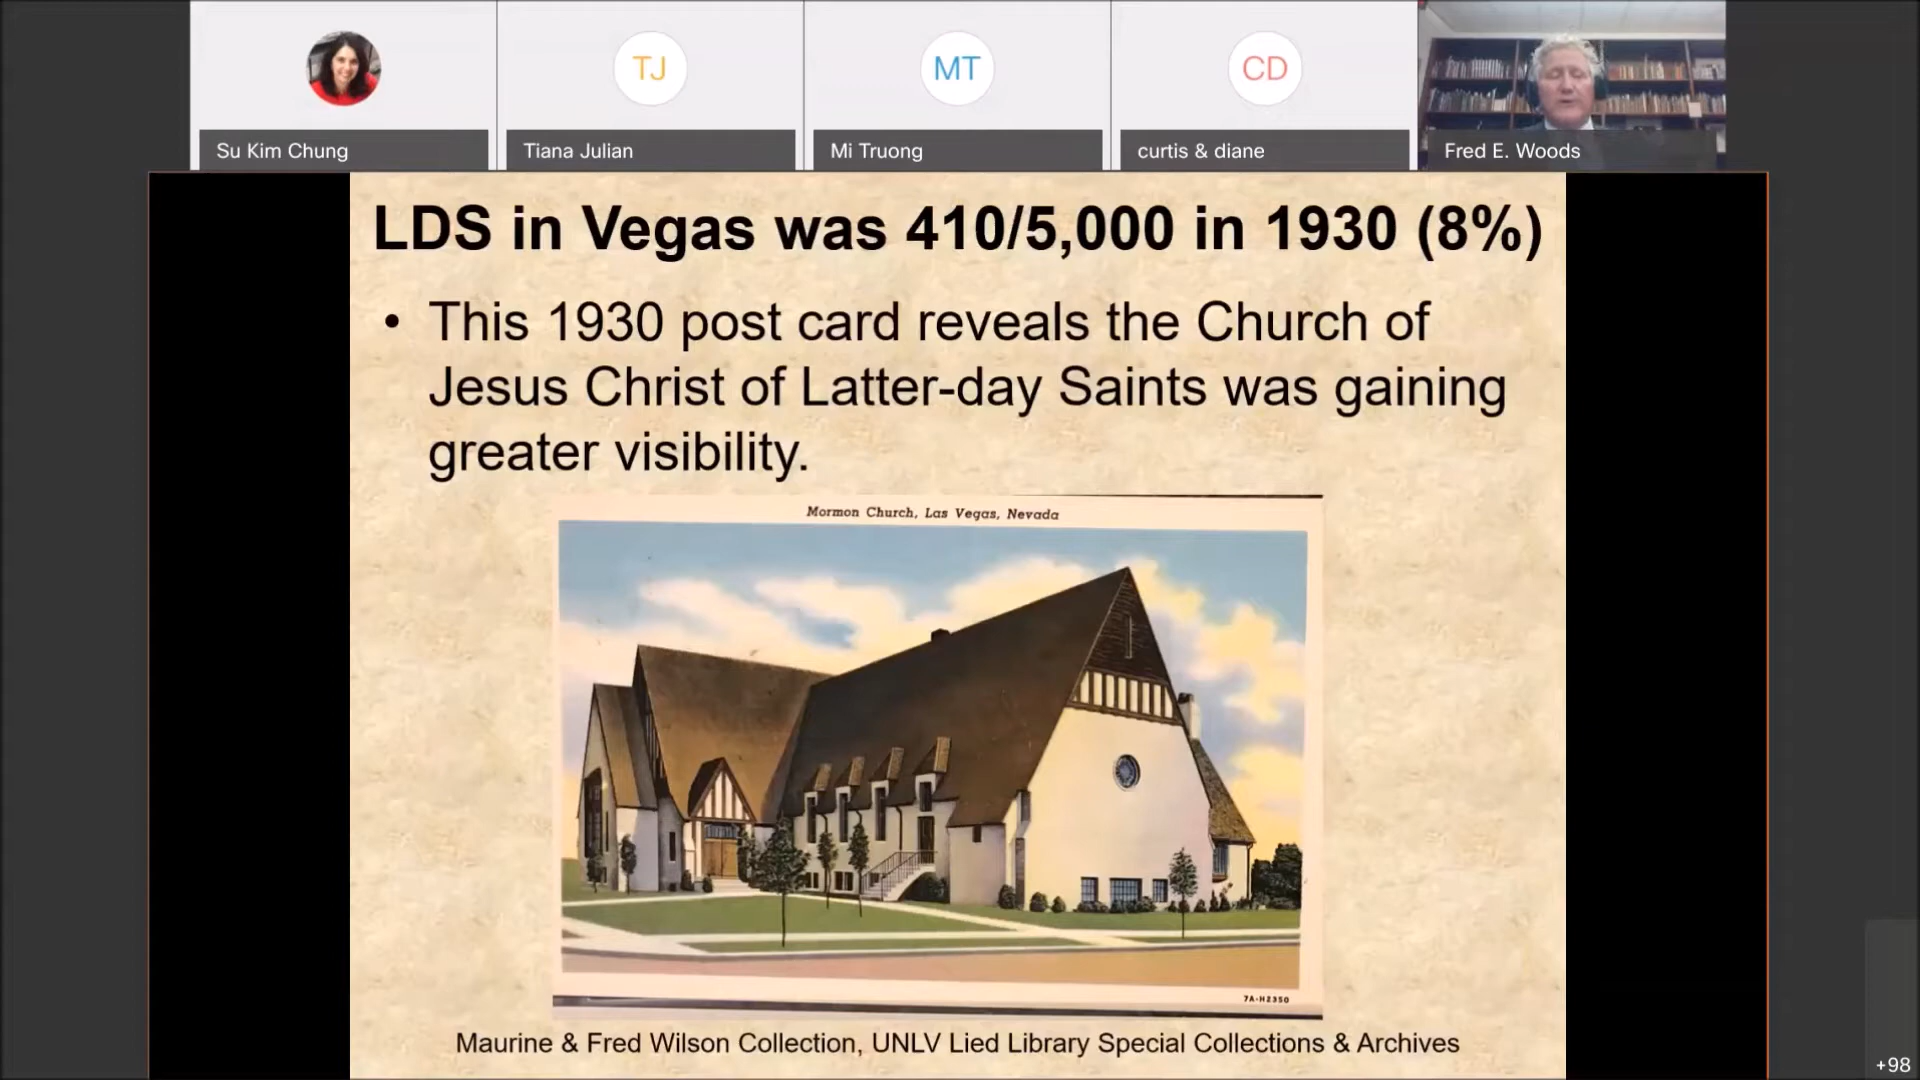 TJ
MT
CD
Su Kim Chung
Tiana Julian
Mi Truong
curtis & diane
Fred E. Woods
LDS in Vegas was 410/5,000 in 1930 (8%)
• This 1930 post card reveals the Church of
Jesus Christ of Latter-day Saints was gaining
greater visibility.
Mormon Church, Las Vegas, Nevada
7A-H2350
Maurine & Fred Wilson Collection, UNLV Lied Library Special Collections & Archives
+98